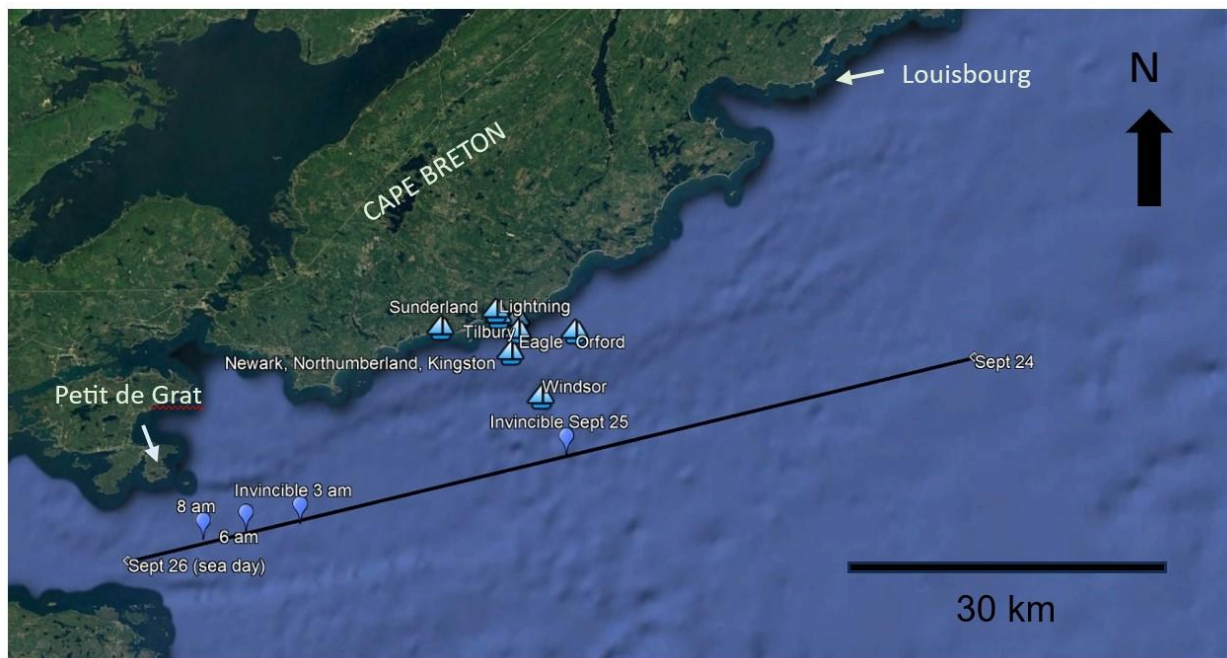 Louisbourg
N
CAPE BRETON
Sunderland
Lightning
Tilbury
Eagle
Orford
Newark, Northumberland, Kingston
Sept 24
Windsor
Petit de Grat
Invincible Sept 25
Invincible 3 am
8 am
6 am
Sept 26 (sea day)
30 km